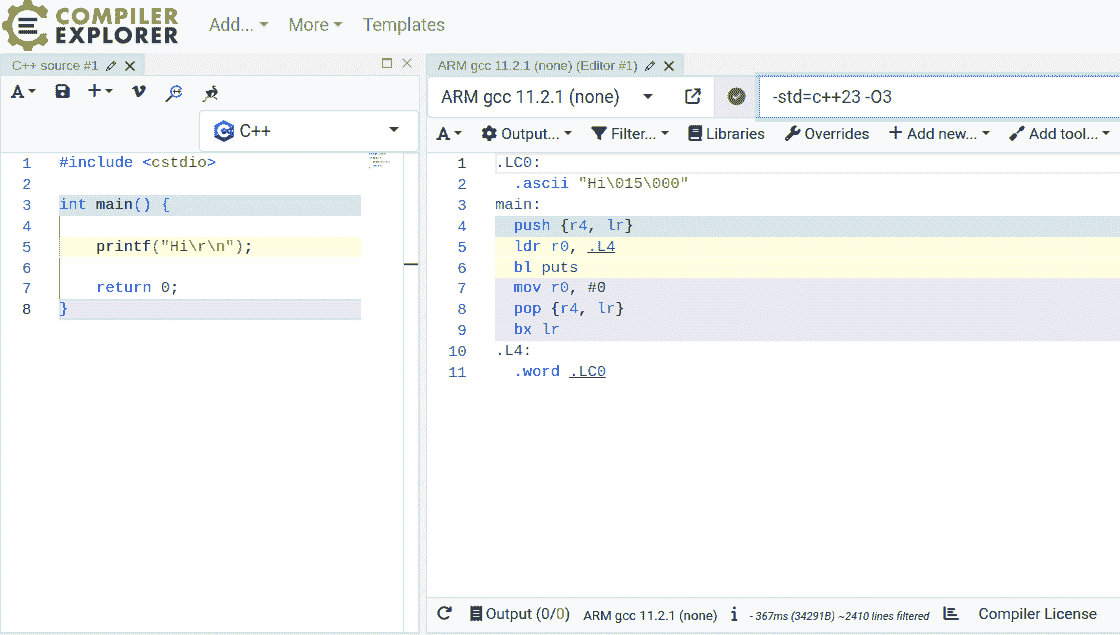 COMPILER EXPLORER
Add... More Templates
C++ source #1
A
C++
1 #include <cstdio>
2
3 int main() {
4
5 printf("Hi\r\n");
6
7 return 0;
8 }
ARM gcc 11.2.1 (none) (Editor #1)
ARM gcc 11.2.1 (none) -std=c++23 -O3
A Output... Filter... Libraries Overrides Add new... Add tool...
1 .LC0:
2 .ascii "Hi\015\000"
3 main:
4 push {r4, lr}
5 ldr r0, .L4
6 bl puts
7 mov r0, #0
8 pop {r4, lr}
9 bx lr
10 .L4:
11 .word .LC0
Output (0/0) ARM gcc 11.2.1 (none) i - 367ms (34291B) ~2410 lines filtered Compiler License